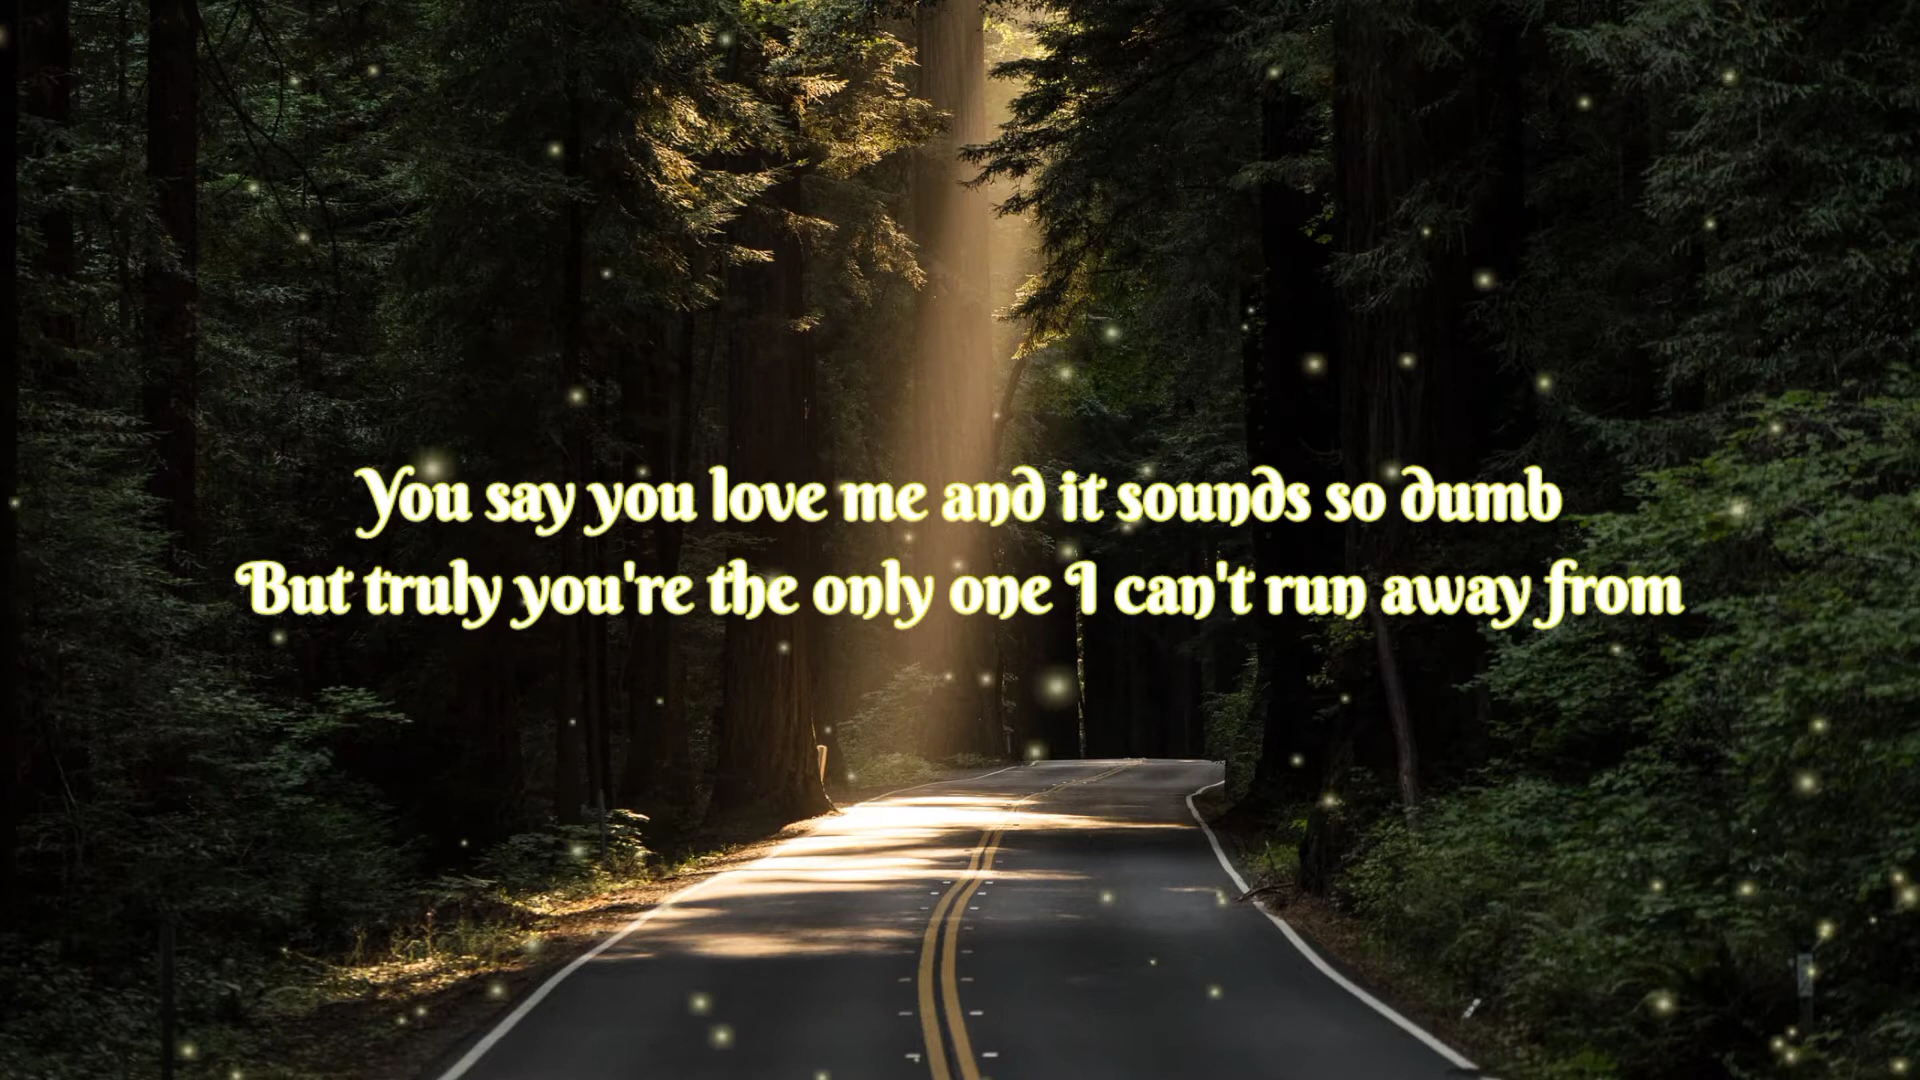 You say you love me and it sounds so dumb
But truly you're the only one I can't run away from